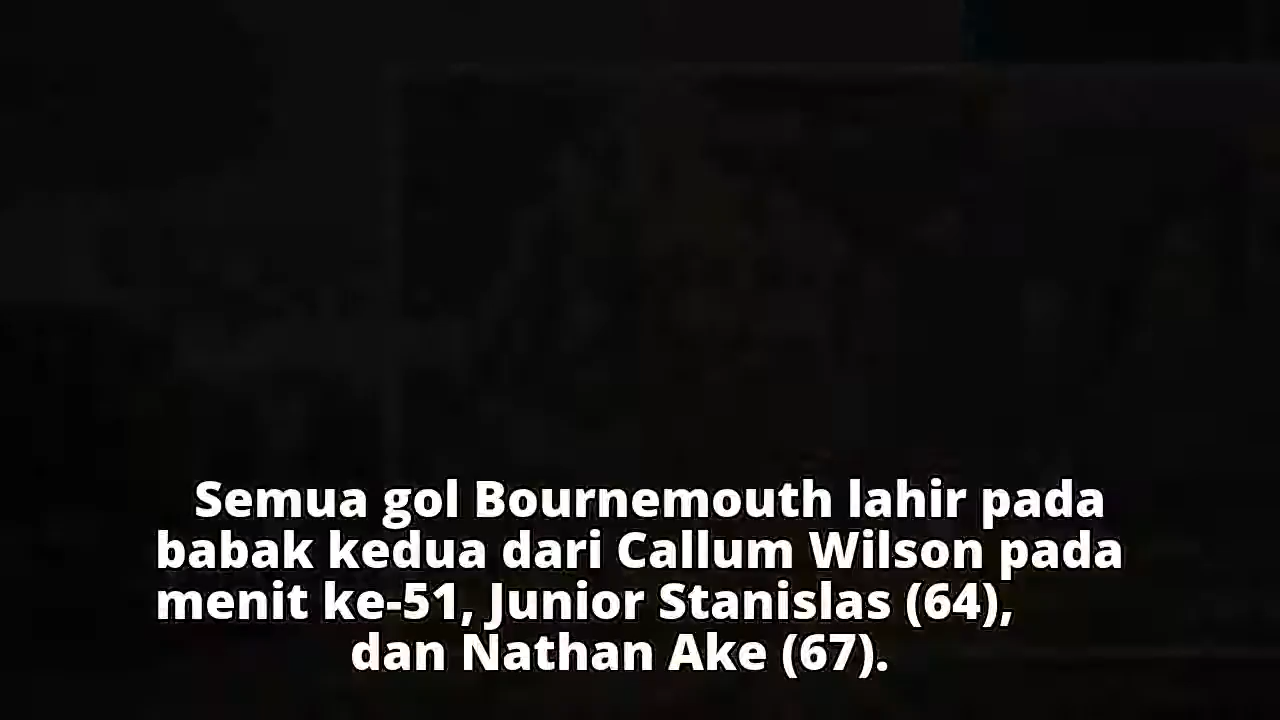 Semua gol Bournemouth lahir pada
babak kedua dari Callum Wilson pada
menit ke-51, Junior Stanislas (64),
dan Nathan Ake (67).